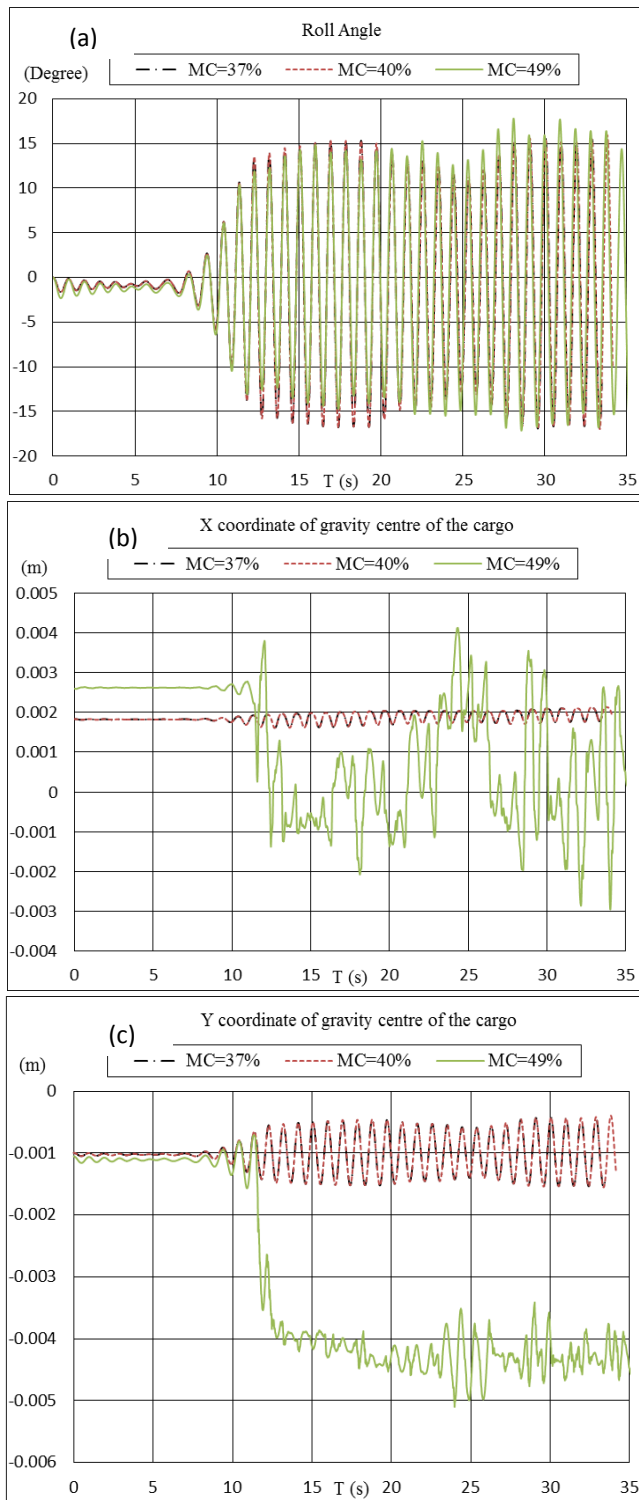 (a)
Roll Angle
(Degree)
MC=37% MC=40% MC=49%
20
15
10
5
0
-5
-10
-15
-20
0 5 10 15 20 25 30 35
T (s)
(b)
X coordinate of gravity centre of the cargo
(m)
MC=37% MC=40% MC=49%
0.005
0.004
0.003
0.002
0.001
0
-0.001
-0.002
-0.003
-0.004
0 5 10 15 20 25 30 35
T (s)
(c)
Y coordinate of gravity centre of the cargo
(m)
MC=37% MC=40% MC=49%
0
-0.001
-0.002
-0.003
-0.004
-0.005
-0.006
0 5 10 15 20 25 30 35
T (s)